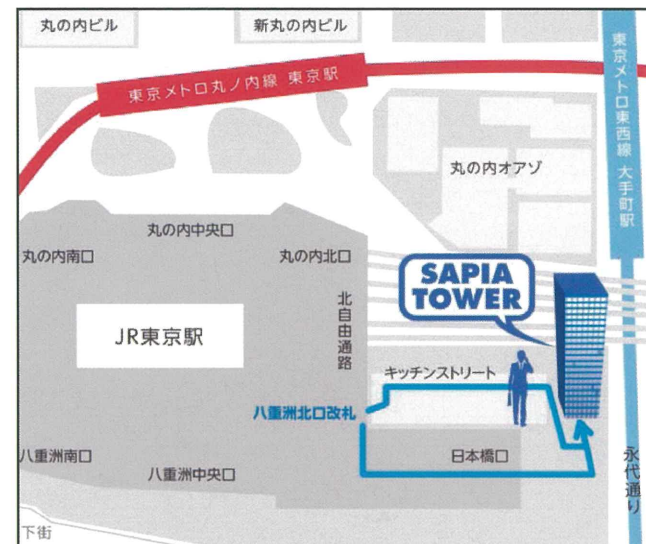 丸の内ビル
新丸の内ビル
東京メトロ丸ノ内線 東京駅
東京メトロ東西線 大手町駅
丸の内オアゾ
丸の内中央口
丸の内南口
丸の内北口
SAPIA
TOWER
北自由通路
JR東京駅
キッチンストリート
八重洲北口改札
八重洲南口
八重洲中央口
日本橋口
永代通り
下街